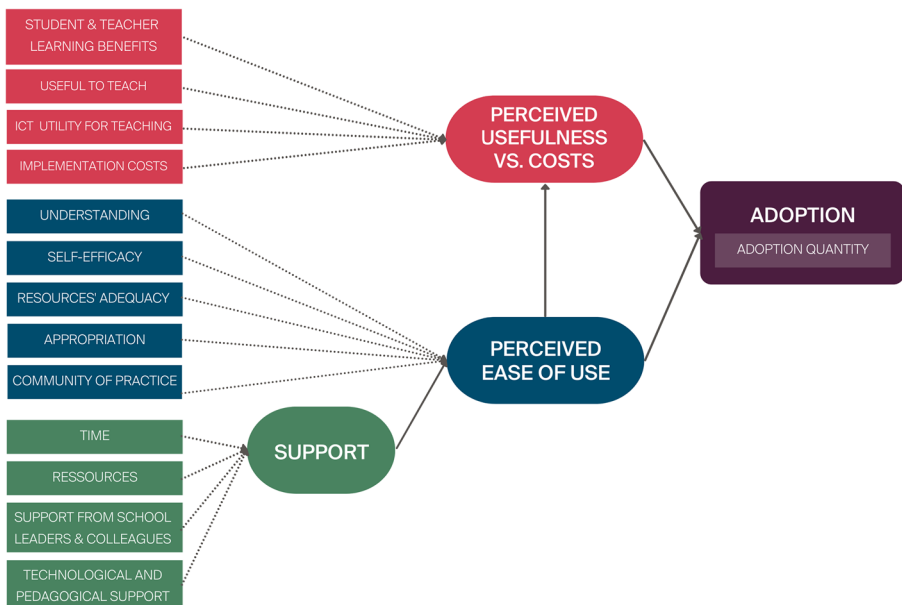 STUDENT & TEACHER
LEARNING BENEFITS
USEFUL TO TEACH
ICT UTILITY FOR TEACHING
IMPLEMENTATION COSTS
UNDERSTANDING
SELF-EFFICACY
RESOURCES' ADEQUACY
APPROPRIATION
COMMUNITY OF PRACTICE
TIME
RESSOURCES
SUPPORT FROM SCHOOL
LEADERS & COLLEAGUES
TECHNOLOGICAL AND
PEDAGOGICAL SUPPORT
SUPPORT
PERCEIVED
USEFULNESS
VS. COSTS
PERCEIVED
EASE OF USE
ADOPTION
ADOPTION QUANTITY